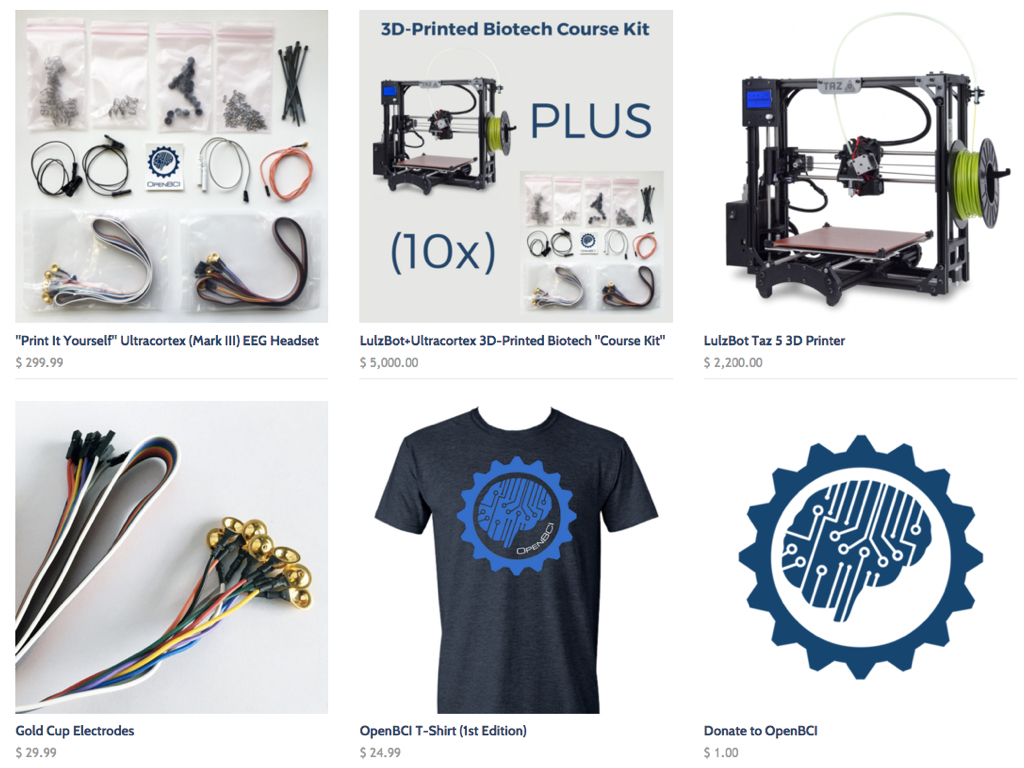 OpenBCI
"Print It Yourself" Ultracortex (Mark III) EEG Headset
$ 299.99
3D-Printed Biotech Course Kit
TAZ
PLUS
(10x)
LulzBot+Ultracortex 3D-Printed Biotech "Course Kit"
$ 5,000.00
TAZ
LulzBot Taz 5 3D Printer
$ 2,200.00
Gold Cup Electrodes
$ 29.99
OpenBCI
OpenBCI T-Shirt (1st Edition)
$ 24.99
Donate to OpenBCI
$ 1.00